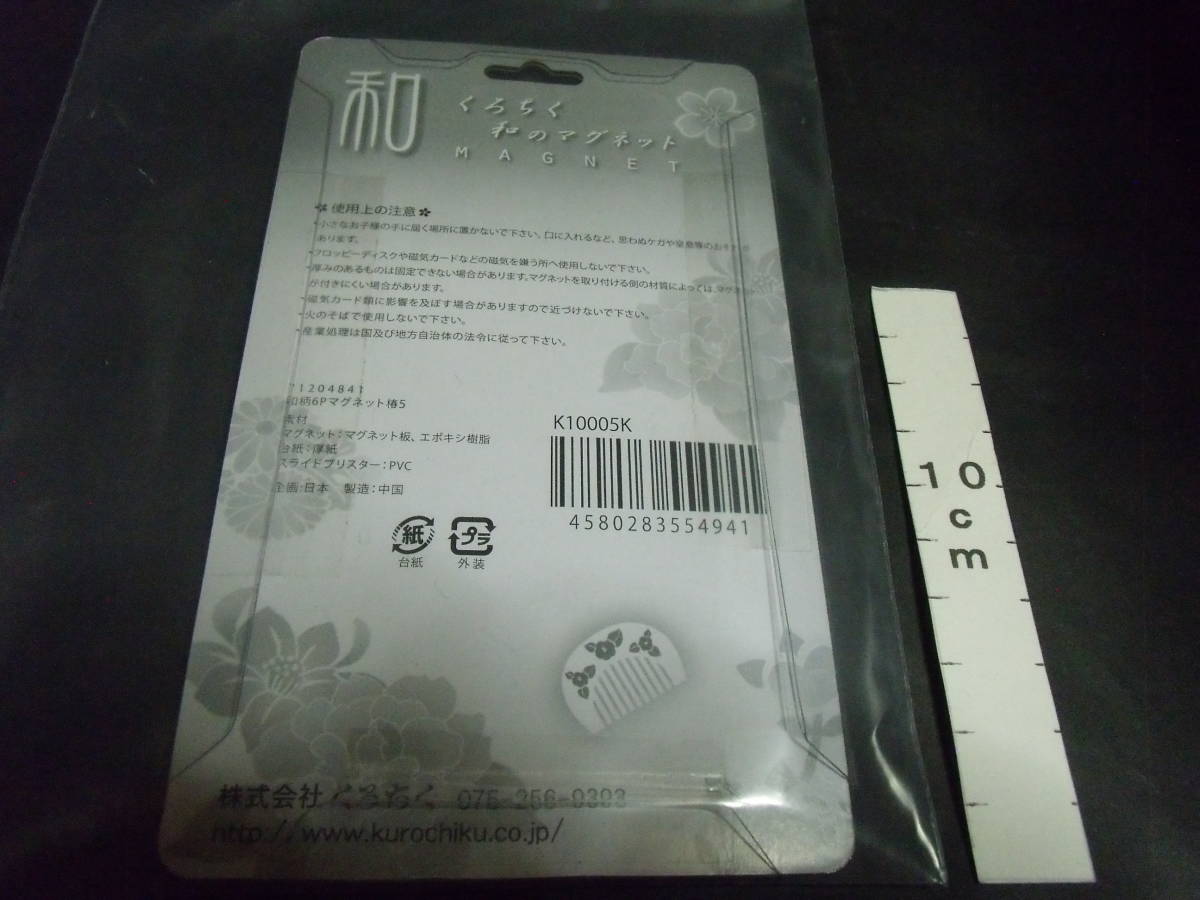 和
くろちく
和のマグネット
MAGNET
使用上の注意
・小さなお子様の手に届く場所に置かないで下さい。口に入れるなど、思わぬケガや窒息等のおそれが
あります。
・フロッピーディスクや磁気カードなどの磁気を嫌う所へ使用しないで下さい。
・厚みのあるものは固定できない場合があります。マグネットを取り付ける側の材質によっては、マグネット
が付きにくい場合があります。
・磁気カード類に影響を及ぼす場合がありますので近づけないで下さい。
・火のそばで使用しないで下さい。
・産業処理は国及び地方自治体の法令に従って下さい。
71204841
和柄6Pマグネット椿5
素材
マグネット：マグネット板、エポキシ樹脂
台紙：厚紙
スライドブリスター：PVC
企画：日本 製造：中国
K10005K
4580283554941
紙
台紙
プラ
外装
株式会社くろちく 075-256-9393
http://www.kurochiku.co.jp/
10
cm